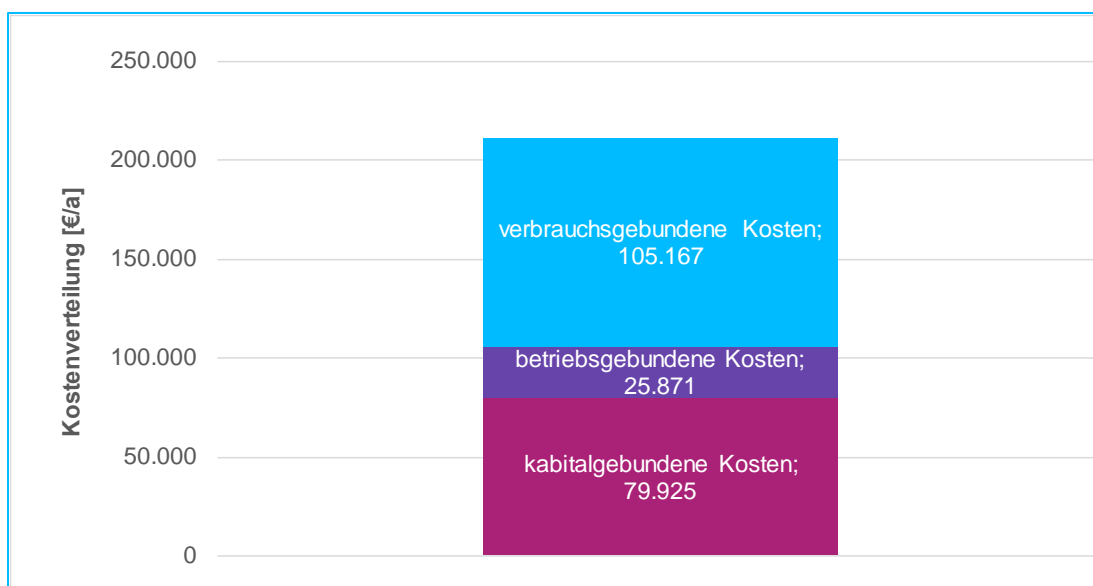 250.000
200.000
150.000
100.000
50.000
0
Kostenverteilung [€/a]
verbrauchsgebundene Kosten;
105.167
betriebsgebundene Kosten;
25.871
kabitalgebundene Kosten;
79.925